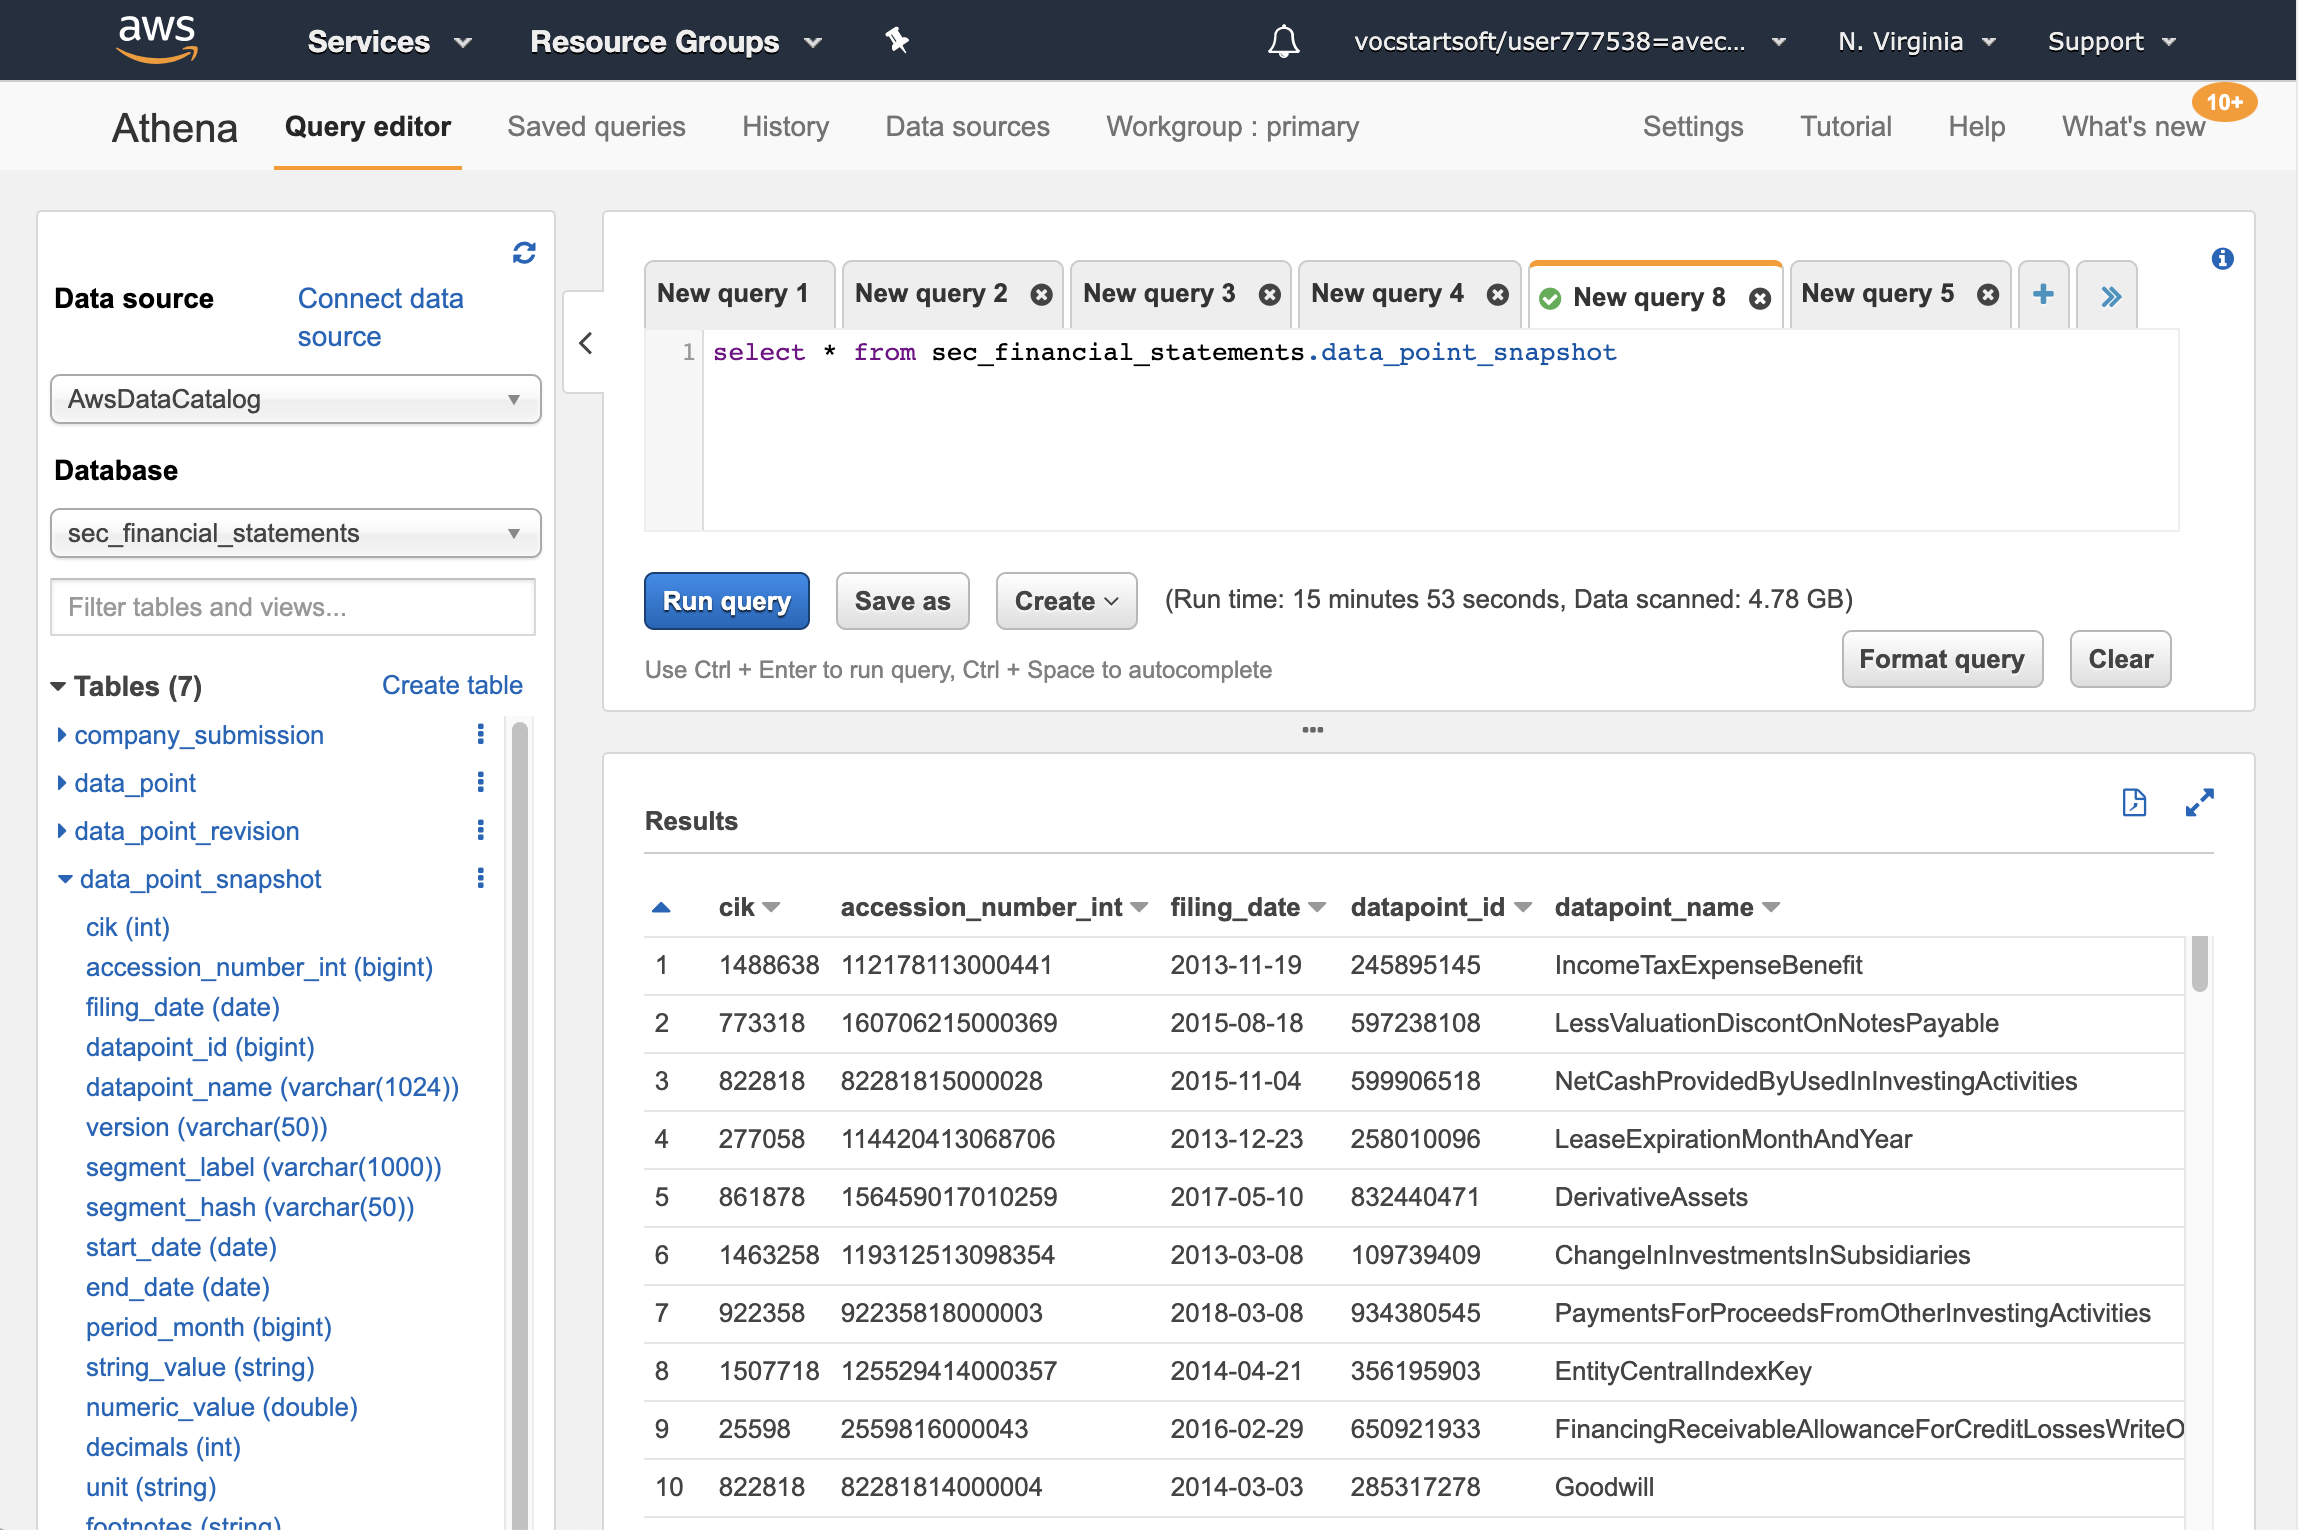 aws Services Resource Groups vocstartsoft/user777538=avec... N. Virginia Support
Athena Query editor Saved queries History Data sources Workgroup : primary Settings Tutorial Help What's new 10+
Data source Connect data source
AwsDataCatalog
Database
sec_financial_statements
Filter tables and views...
Tables (7) Create table
company_submission
data_point
data_point_revision
data_point_snapshot
cik (int)
accession_number_int (bigint)
filing_date (date)
datapoint_id (bigint)
datapoint_name (varchar(1024))
version (varchar(50))
segment_label (varchar(1000))
segment_hash (varchar(50))
start_date (date)
end_date (date)
period_month (bigint)
string_value (string)
numeric_value (double)
decimals (int)
unit (string)
footnotes (string)
New query 1 New query 2 New query 3 New query 4 New query 8 New query 5
1 select * from sec_financial_statements.data_point_snapshot
Run query Save as Create (Run time: 15 minutes 53 seconds, Data scanned: 4.78 GB)
Use Ctrl + Enter to run query, Ctrl + Space to autocomplete
Format query Clear
Results
cik accession_number_int filing_date datapoint_id datapoint_name
1 1488638 112178113000441 2013-11-19 245895145 IncomeTaxExpenseBenefit
2 773318 160706215000369 2015-08-18 597238108 LessValuationDiscontOnNotesPayable
3 822818 82281815000028 2015-11-04 599906518 NetCashProvidedByUsedInInvestingActivities
4 277058 114420413068706 2013-12-23 258010096 LeaseExpirationMonthAndYear
5 861878 156459017010259 2017-05-10 832440471 DerivativeAssets
6 1463258 119312513098354 2013-03-08 109739409 ChangeInInvestmentsInSubsidiaries
7 922358 92235818000003 2018-03-08 934380545 PaymentsForProceedsFromOtherInvestingActivities
8 1507718 125529414000357 2014-04-21 356195903 EntityCentralIndexKey
9 25598 2559816000043 2016-02-29 650921933 FinancingReceivableAllowanceForCreditLossesWriteO
10 822818 82281814000004 2014-03-03 285317278 Goodwill